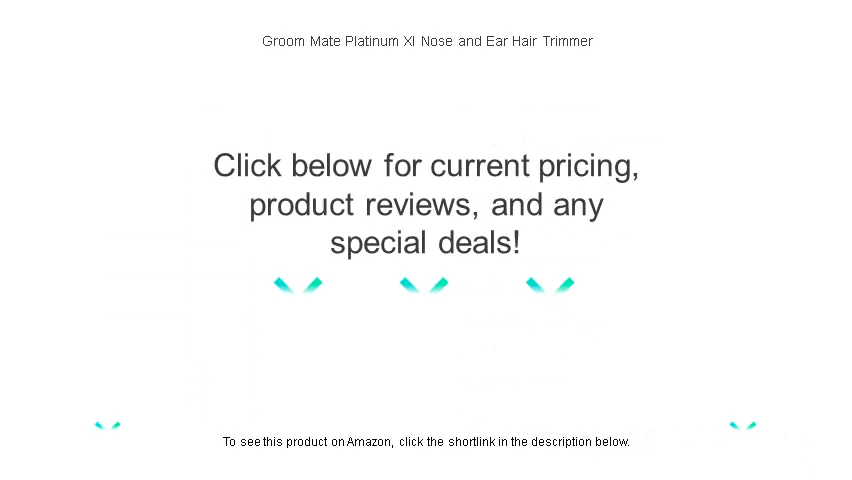 Groom Mate Platinum Xl Nose and Ear Hair Trimmer
Click below for current pricing,
product reviews, and any
special deals!
To see this product on Amazon, click the shortlink in the description below.